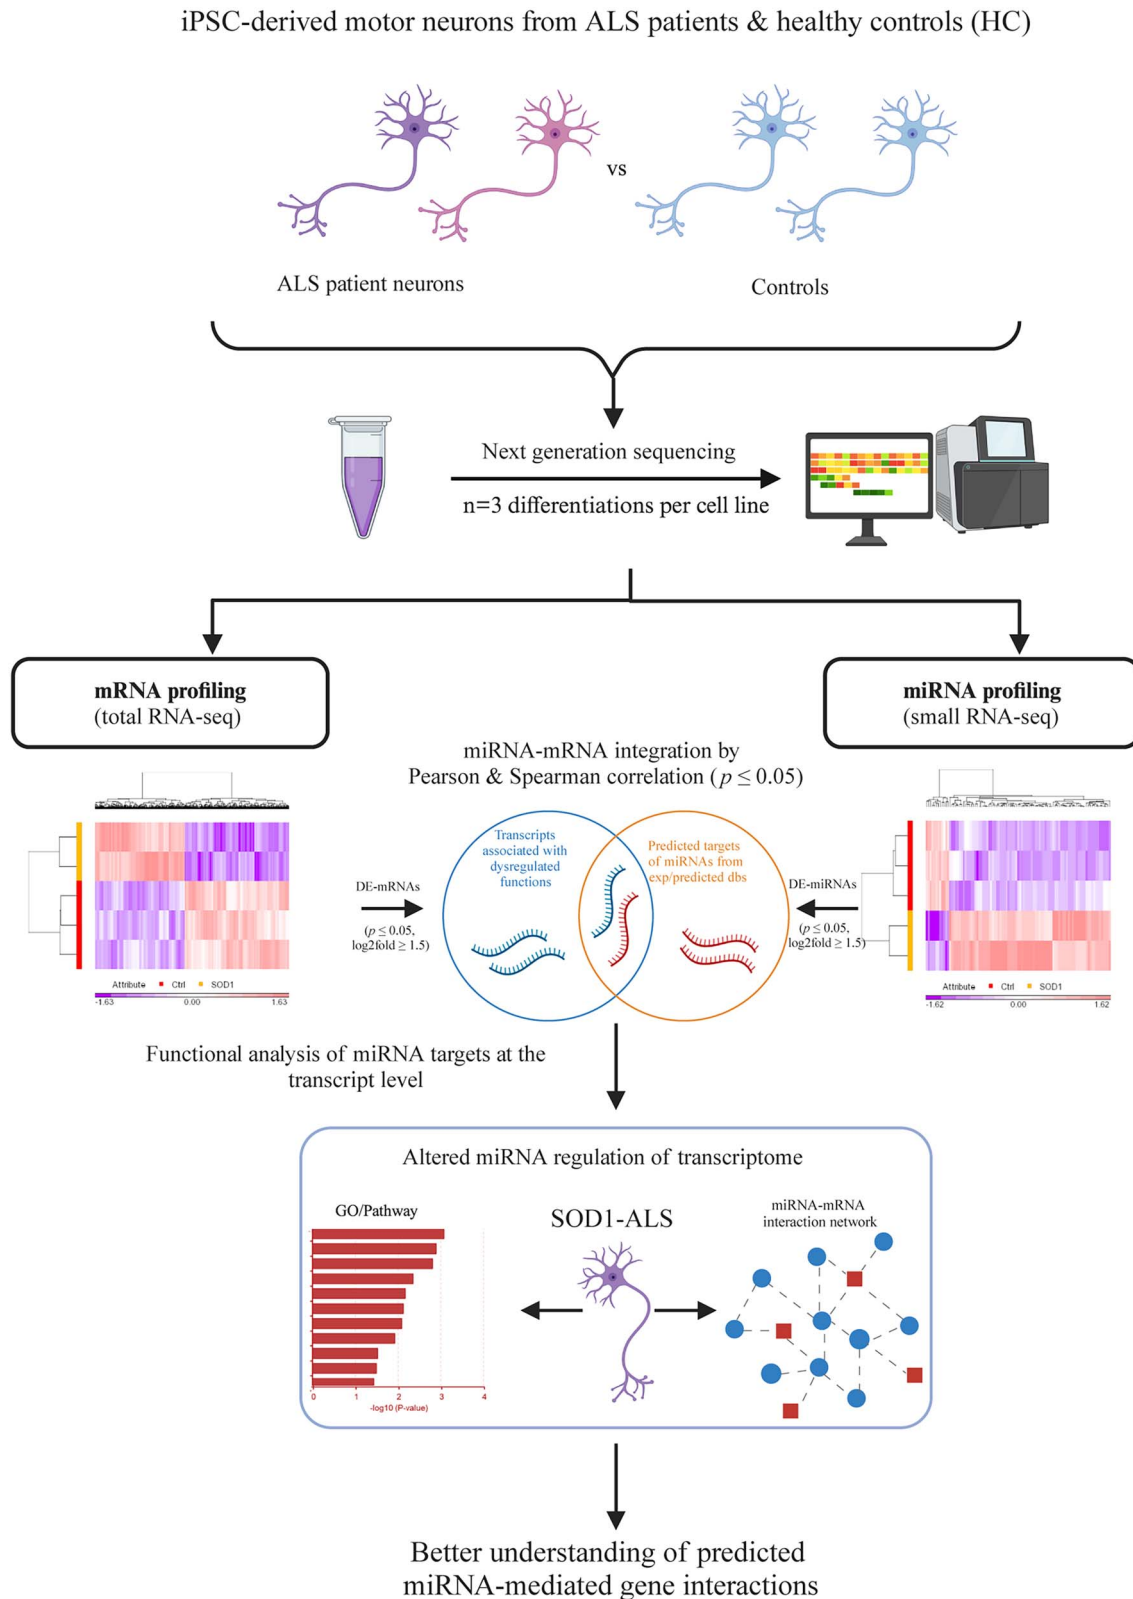 iPSC-derived motor neurons from ALS patients & healthy controls (HC)
vs
ALS patient neurons
Controls
Next generation sequencing
n=3 differentiations per cell line
mRNA profiling
(total RNA-seq)
miRNA profiling
(small RNA-seq)
miRNA-mRNA integration by
Pearson & Spearman correlation (p ≤ 0.05)
Transcripts
associated with
dysregulated
functions
Predicted targets
of miRNAs from
exp/predicted dbs
DE-mRNAs
(p ≤ 0.05,
log2fold ≥ 1.5)
DE-miRNAs
(p ≤ 0.05,
log2fold ≥ 1.5)
Attribute Ctrl SOD1
-1.63 0.00 1.63
Attribute Ctrl SOD1
-1.62 0.00 1.62
Functional analysis of miRNA targets at the
transcript level
Altered miRNA regulation of transcriptome
GO/Pathway
SOD1-ALS
miRNA-mRNA
interaction network
0 1 2 3 4
-log10 (P-value)
Better understanding of predicted
miRNA-mediated gene interactions